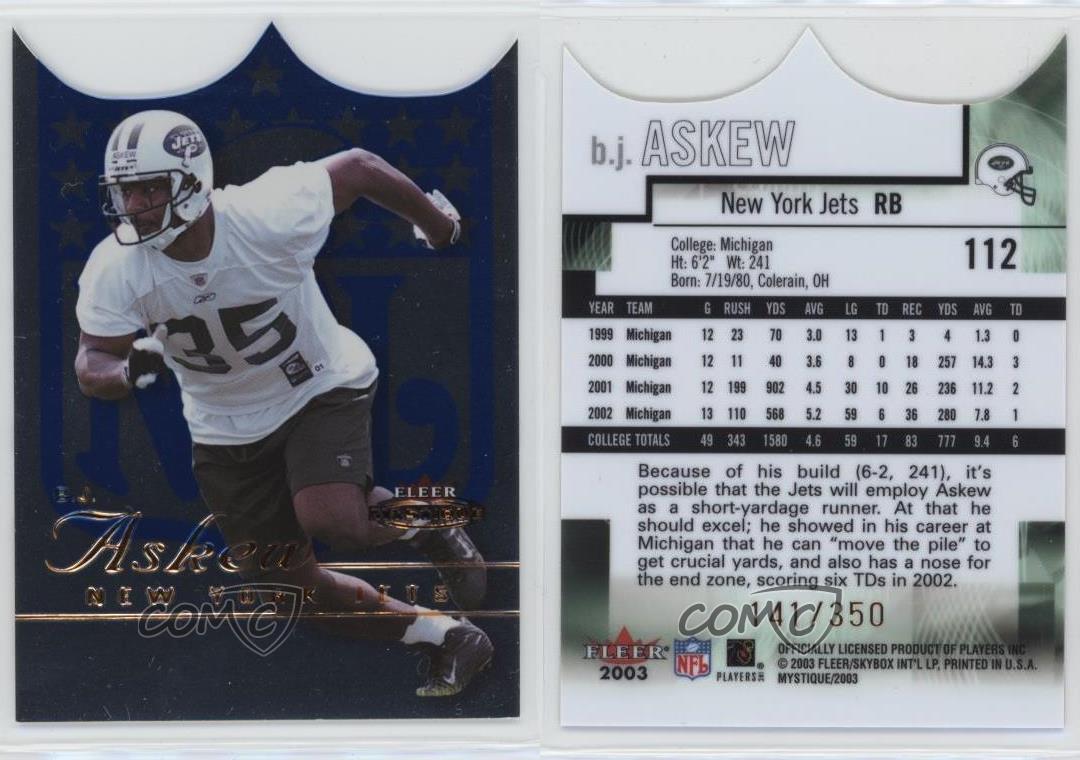 ASKEW
JETS
35
01
B.J.
Askew
NEW YORK JETS
FLEER
MYSTIQUE
COMC
b.j. ASKEW
New York Jets RB
College: Michigan
Ht: 6'2" Wt: 241
Born: 7/19/80, Colerain, OH
112
YEAR TEAM G RUSH YDS AVG LG TD REC YDS AVG TD
1999 Michigan 12 23 70 3.0 13 1 3 4 1.3 0
2000 Michigan 12 11 40 3.6 8 0 18 257 14.3 3
2001 Michigan 12 199 902 4.5 30 10 26 236 11.2 2
2002 Michigan 13 110 568 5.2 59 6 36 280 7.8 1
COLLEGE TOTALS 49 343 1580 4.6 59 17 83 777 9.4 6
Because of his build (6-2, 241), it's
possible that the Jets will employ Askew
as a short-yardage runner. At that he
should excel; he showed in his career at
Michigan that he can "move the pile" to
get crucial yards, and also has a nose for
the end zone, scoring six TDs in 2002.
141/350
COMC
FLEER
2003
NFL
PLAYERS INC
OFFICIALLY LICENSED PRODUCT OF PLAYERS INC
© 2003 FLEER/SKYBOX INT'L LP, PRINTED IN U.S.A.
MYSTIQUE/2003